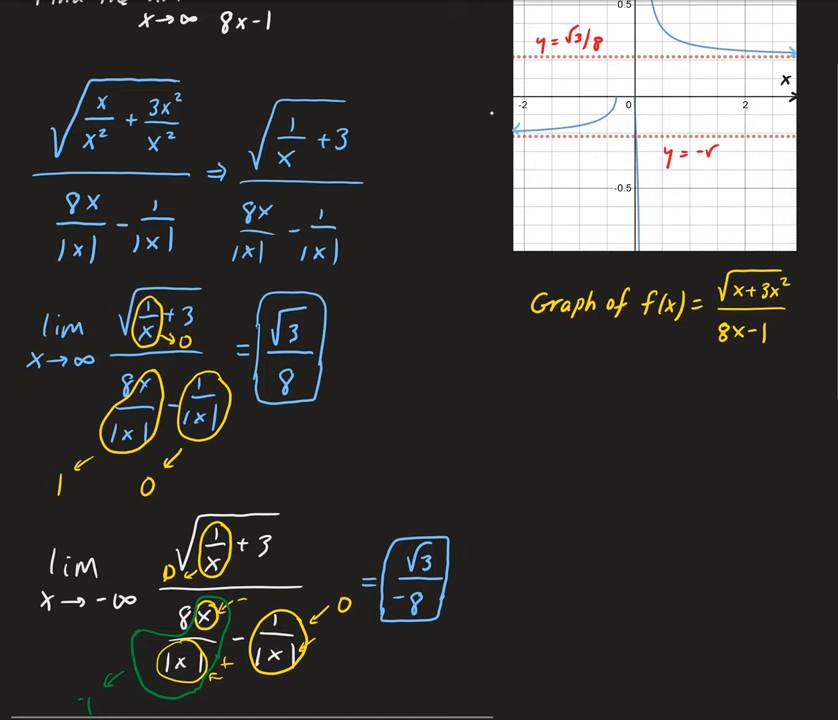 x→∞ 8x-1
0.5
y = √3/8
x
-2 0 2
y = -√
-0.5
√(x/x² + 3x²/x²) / (8x/|x| - 1/|x|) ⇒ √(1/x + 3) / (8x/|x| - 1/|x|)
Graph of f(x) = √(x+3x²) / (8x-1)
lim x→∞ √(1/x + 3) / (8x/|x| - 1/|x|) = √3/8
→0
1 0
lim x→-∞ √(1/x + 3) / (8x/|x| - 1/|x|) = √3/-8
0 ← - ← 0
+
-1